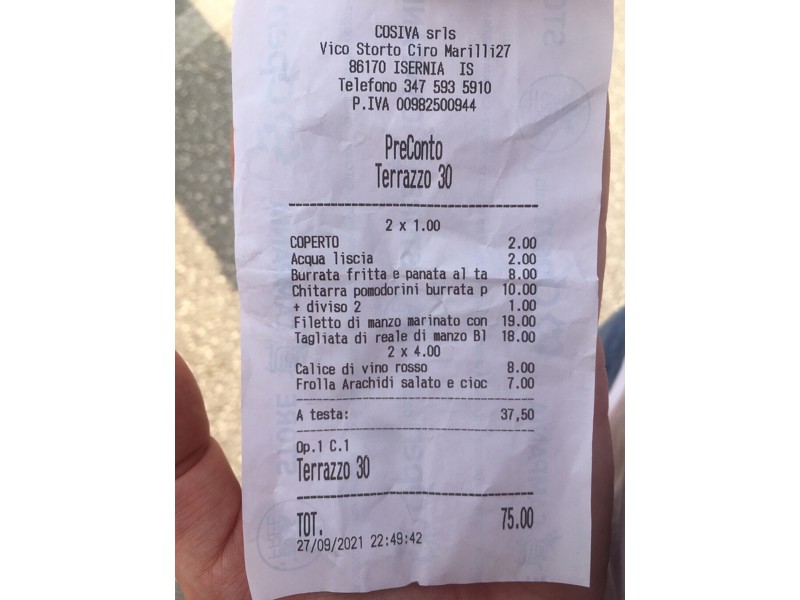 COSIVA srls
Vico Storto Ciro Marilli27
86170 ISERNIA IS
Telefono 347 593 5910
P.IVA 00982500944
PreConto
Terrazzo 30
2 x 1.00
COPERTO 2.00
Acqua liscia 2.00
Burrata fritta e panata al ta 8.00
Chitarra pomodorini burrata p 10.00
+ diviso 2 1.00
Filetto di manzo marinato con 19.00
Tagliata di reale di manzo Bl 18.00
2 x 4.00
Calice di vino rosso 8.00
Frolla Arachidi salato e cioc 7.00
A testa: 37,50
Op.1 C.1
Terrazzo 30
TOT. 75.00
27/09/2021 22:49:42